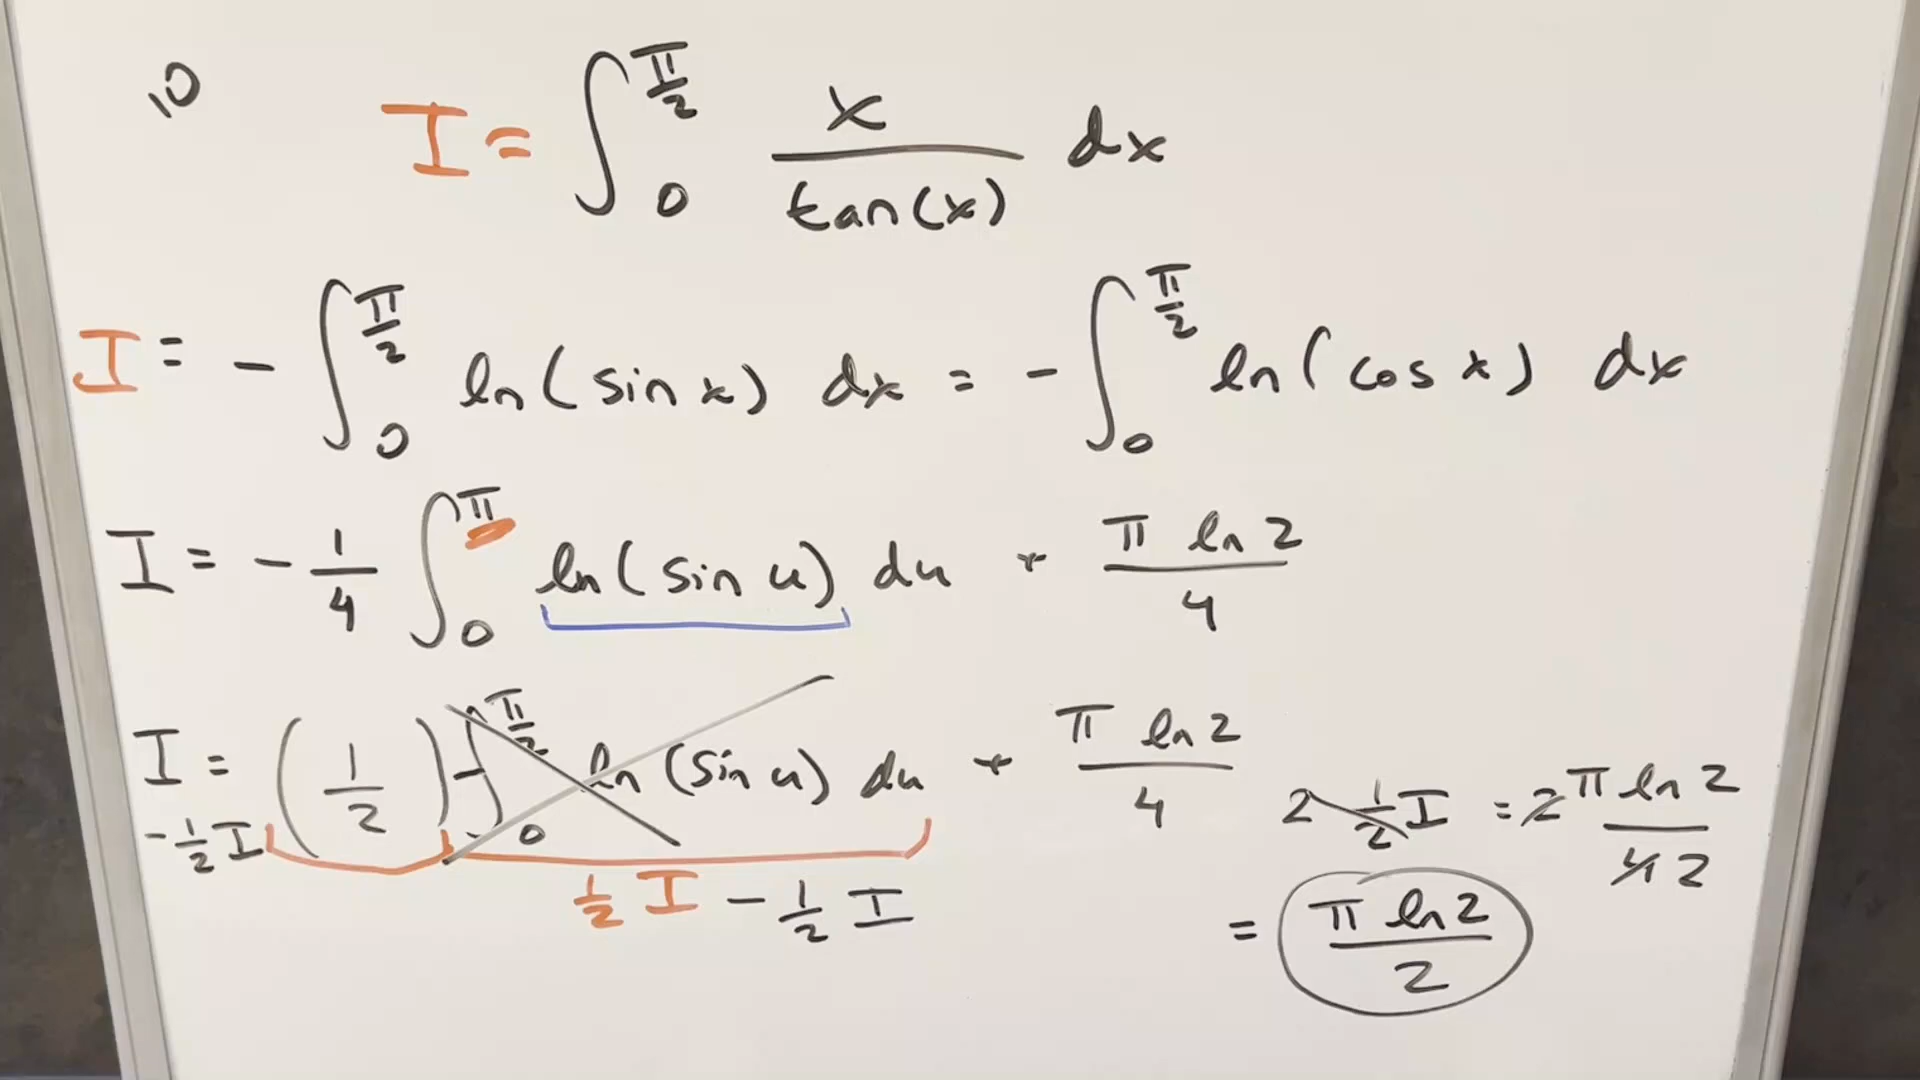 10
I = ∫₀^(π/2) x / tan(x) dx
I = - ∫₀^(π/2) ln(sin x) dx = - ∫₀^(π/2) ln(cos x) dx
I = - 1/4 ∫₀^π ln(sin u) du + π ln 2 / 4
I = (1/2) - ∫₀^(π/2) ln(sin u) du + π ln 2 / 4
- 1/2 I
1/2 I - 1/2 I
2 1/2 I = 2 π ln 2 / 4 2
= π ln 2 / 2